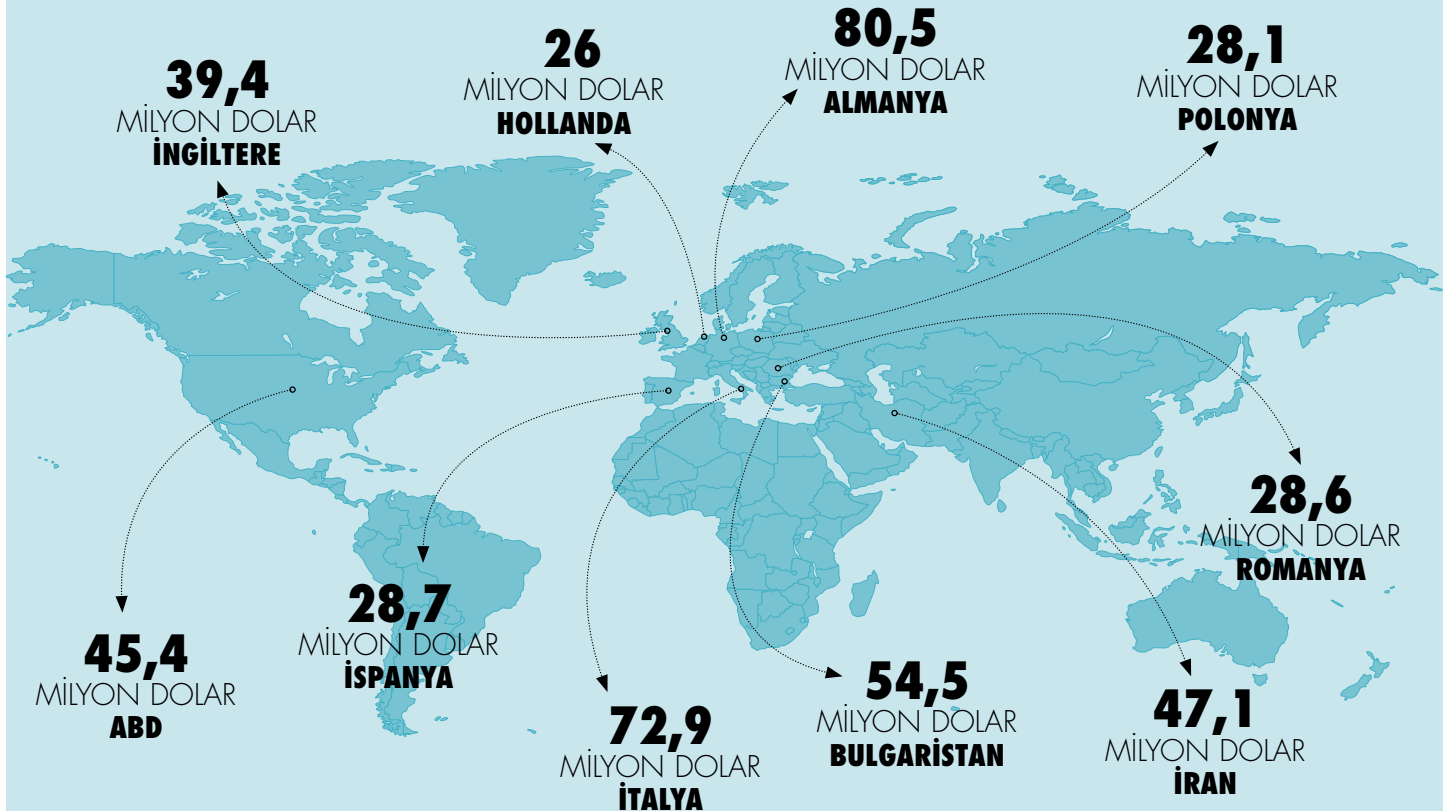 39,4
MİLYON DOLAR
İNGİLTERE
26
MİLYON DOLAR
HOLLANDA
80,5
MİLYON DOLAR
ALMANYA
28,1
MİLYON DOLAR
POLONYA
28,6
MİLYON DOLAR
ROMANYA
45,4
MİLYON DOLAR
ABD
28,7
MİLYON DOLAR
İSPANYA
72,9
MİLYON DOLAR
İTALYA
54,5
MİLYON DOLAR
BULGARİSTAN
47,1
MİLYON DOLAR
İRAN